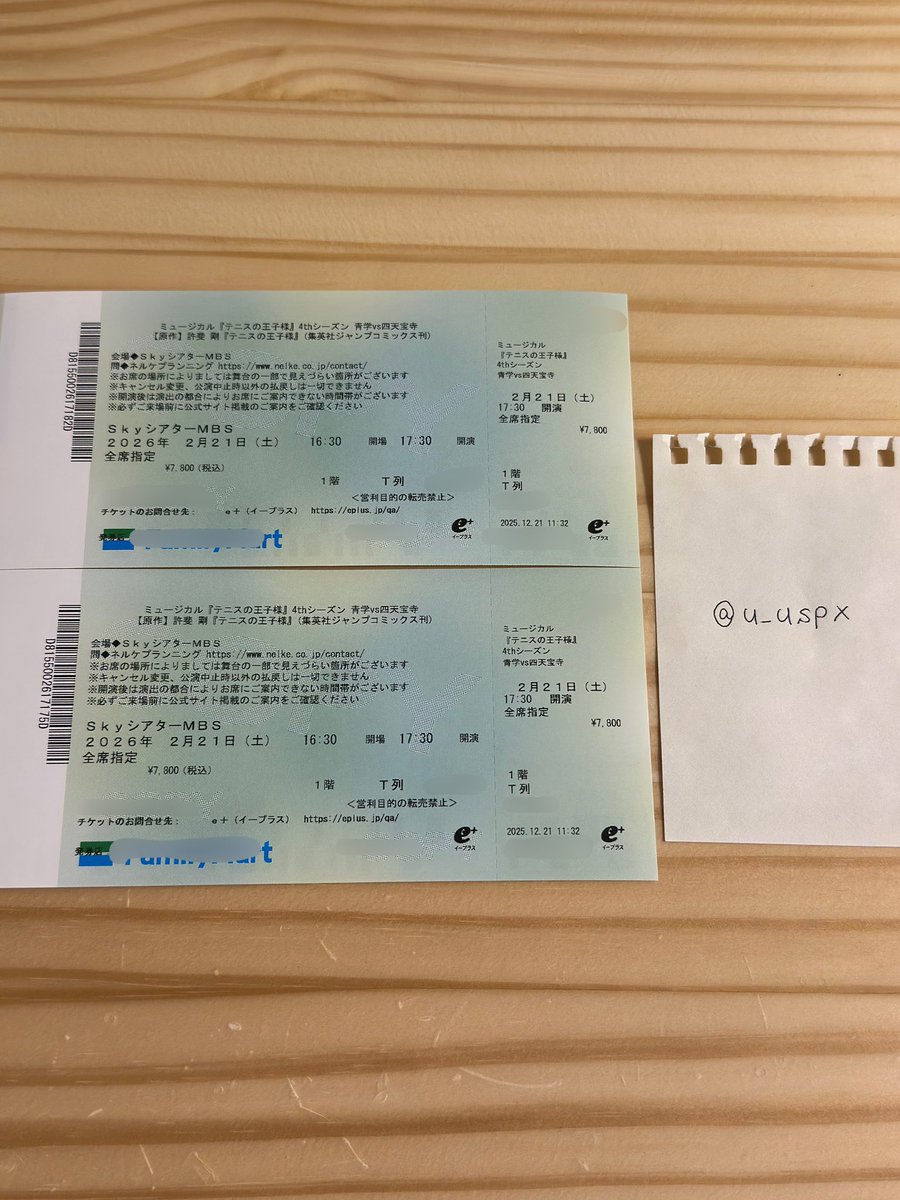 D8155002617182D
ミュージカル『テニスの王子様』4thシーズン 青学vs四天宝寺
【原作】許斐 剛『テニスの王子様』(集英社ジャンプコミックス刊)
会場◆SkyシアターMBS
問◆ネルケプランニング https://www.nelke.co.jp/contact/
※お席の場所によりましては舞台の一部で見えづらい箇所がございます
※キャンセル変更、公演中止時以外の払戻しは一切できません
※開演後は演出の都合によりお席にご案内できない時間帯がございます
※必ずご来場前に公式サイト掲載のご案内をご確認ください
SkyシアターMBS
2026年 2月21日(土) 16:30 開場 17:30 開演
全席指定
¥7,800(税込)
1階 T列
<営利目的の転売禁止>
チケットのお問合せ先: e+(イープラス) https://eplus.jp/qa/
発券店
FamilyMart
e+
イープラス
ミュージカル
『テニスの王子様』
4thシーズン
青学vs四天宝寺
2月21日(土)
17:30 開演
全席指定
¥7,800
1階
T列
2025.12.21 11:32
e+
イープラス
D8155002617175D
ミュージカル『テニスの王子様』4thシーズン 青学vs四天宝寺
【原作】許斐 剛『テニスの王子様』(集英社ジャンプコミックス刊)
会場◆SkyシアターMBS
問◆ネルケプランニング https://www.nelke.co.jp/contact/
※お席の場所によりましては舞台の一部で見えづらい箇所がございます
※キャンセル変更、公演中止時以外の払戻しは一切できません
※開演後は演出の都合によりお席にご案内できない時間帯がございます
※必ずご来場前に公式サイト掲載のご案内をご確認ください
SkyシアターMBS
2026年 2月21日(土) 16:30 開場 17:30 開演
全席指定
¥7,800(税込)
1階 T列
<営利目的の転売禁止>
チケットのお問合せ先: e+(イープラス) https://eplus.jp/qa/
発券店
FamilyMart
e+
イープラス
ミュージカル
『テニスの王子様』
4thシーズン
青学vs四天宝寺
2月21日(土)
17:30 開演
全席指定
¥7,800
1階
T列
2025.12.21 11:32
e+
イープラス
@u_uspx